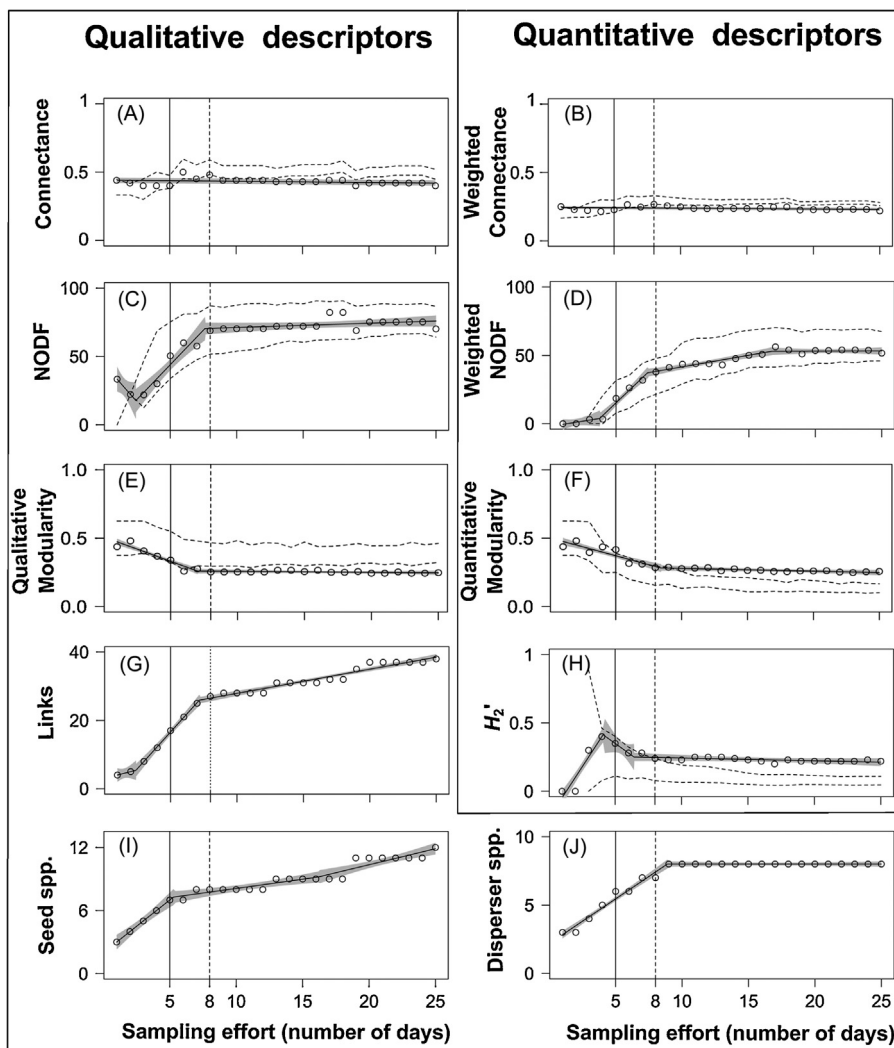 Qualitative descriptors
Quantitative descriptors
(A)
Connectance
1
0.5
0
(B)
Weighted
Connectance
1
0.5
0
(C)
NODF
100
50
0
(D)
Weighted
NODF
100
50
0
(E)
Qualitative
Modularity
1.0
0.5
0.0
(F)
Quantitative
Modularity
1.0
0.5
0.0
(G)
Links
40
20
0
(H)
H2'
1
0.5
0
(I)
Seed spp.
12
6
0
5 8 10 15 20 25
Sampling effort (number of days)
(J)
Disperser spp.
10
5
0
5 8 10 15 20 25
Sampling effort (number of days)